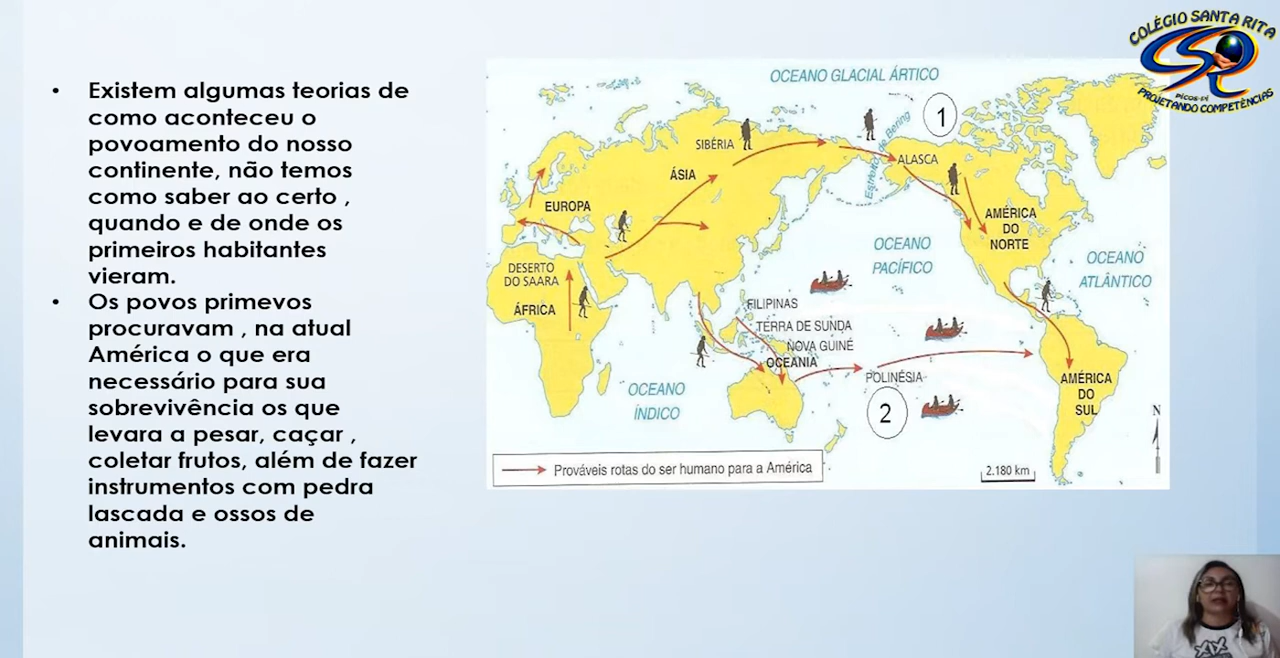 COLÉGIO SANTA RITA
PICOS-PI
PROJETANDO COMPETÊNCIAS
• Existem algumas teorias de
como aconteceu o
povoamento do nosso
continente, não temos
como saber ao certo ,
quando e de onde os
primeiros habitantes
vieram.
• Os povos primevos
procuravam , na atual
América o que era
necessário para sua
sobrevivência os que
levara a pesar, caçar ,
coletar frutos, além de fazer
instrumentos com pedra
lascada e ossos de
animais.
OCEANO GLACIAL ÁRTICO
1
Estreito de Bering
SIBÉRIA
ALASCA
ÁSIA
EUROPA
AMÉRICA
DO
NORTE
OCEANO
PACÍFICO
OCEANO
ATLÂNTICO
DESERTO
DO SAARA
ÁFRICA
FILIPINAS
TERRA DE SUNDA
NOVA GUINÉ
OCEANIA
POLINÉSIA
OCEANO
ÍNDICO
2
AMÉRICA
DO
SUL
N
Prováveis rotas do ser humano para a América
2.180 km